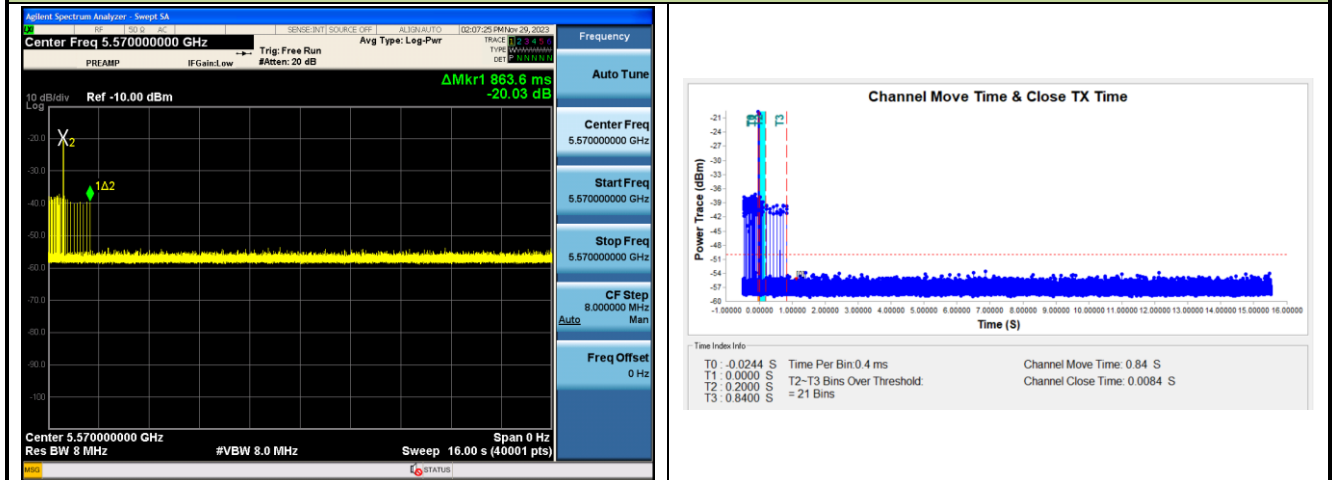 Agilent Spectrum Analyzer - Swept SA
RF 50 Ω AC SENSE:INT SOURCE OFF ALIGNAUTO 02:07:25 PM Nov 29, 2023
Center Freq 5.570000000 GHz
PREAMP IFGain:Low
Trig: Free Run
#Atten: 20 dB
Avg Type: Log-Pwr
TRACE 1 2 3 4 5 6
TYPE
DET P N N N N N
ΔMkr1 863.6 ms
-20.03 dB
10 dB/div Ref -10.00 dBm
Log
-20.0
-30.0
-40.0
-50.0
-60.0
-70.0
-80.0
-90.0
-100
X2
1Δ2
Center 5.570000000 GHz Span 0 Hz
Res BW 8 MHz #VBW 8.0 MHz Sweep 16.00 s (40001 pts)
MSG STATUS
Frequency
Auto Tune
Center Freq
5.570000000 GHz
Start Freq
5.570000000 GHz
Stop Freq
5.570000000 GHz
CF Step
8.000000 MHz
Auto Man
Freq Offset
0 Hz
Channel Move Time & Close TX Time
Power Trace (dBm)
-21
-24
-27
-30
-33
-36
-39
-42
-45
-48
-51
-54
-57
-60
T3
-1.00000 0.00000 1.00000 2.00000 3.00000 4.00000 5.00000 6.00000 7.00000 8.00000 9.00000 10.00000 11.00000 12.00000 13.00000 14.00000 15.00000 16.00000
Time (S)
Time Index Info
T0 : -0.0244 S
T1 : 0.0000 S
T2 : 0.2000 S
T3 : 0.8400 S
Time Per Bin:0.4 ms
T2~T3 Bins Over Threshold:
= 21 Bins
Channel Move Time: 0.84 S
Channel Close Time: 0.0084 S